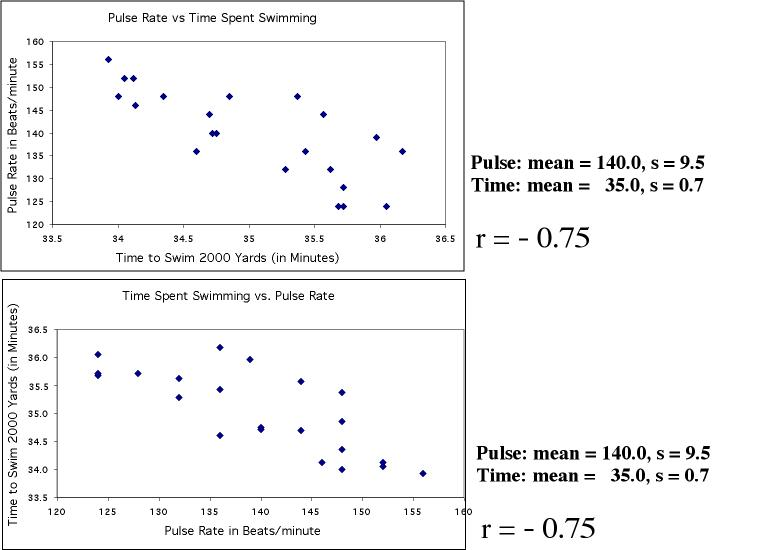 Pulse Rate vs Time Spent Swimming
160
155
150
145
140
135
130
125
120
Pulse Rate in Beats/minute
33.5 34 34.5 35 35.5 36 36.5
Time to Swim 2000 Yards (in Minutes)
Pulse: mean = 140.0, s = 9.5
Time: mean = 35.0, s = 0.7
r = - 0.75
Time Spent Swimming vs. Pulse Rate
36.5
36.0
35.5
35.0
34.5
34.0
33.5
Time to Swim 2000 Yards (in Minutes)
120 125 130 135 140 145 150 155 160
Pulse Rate in Beats/minute
Pulse: mean = 140.0, s = 9.5
Time: mean = 35.0, s = 0.7
r = - 0.75